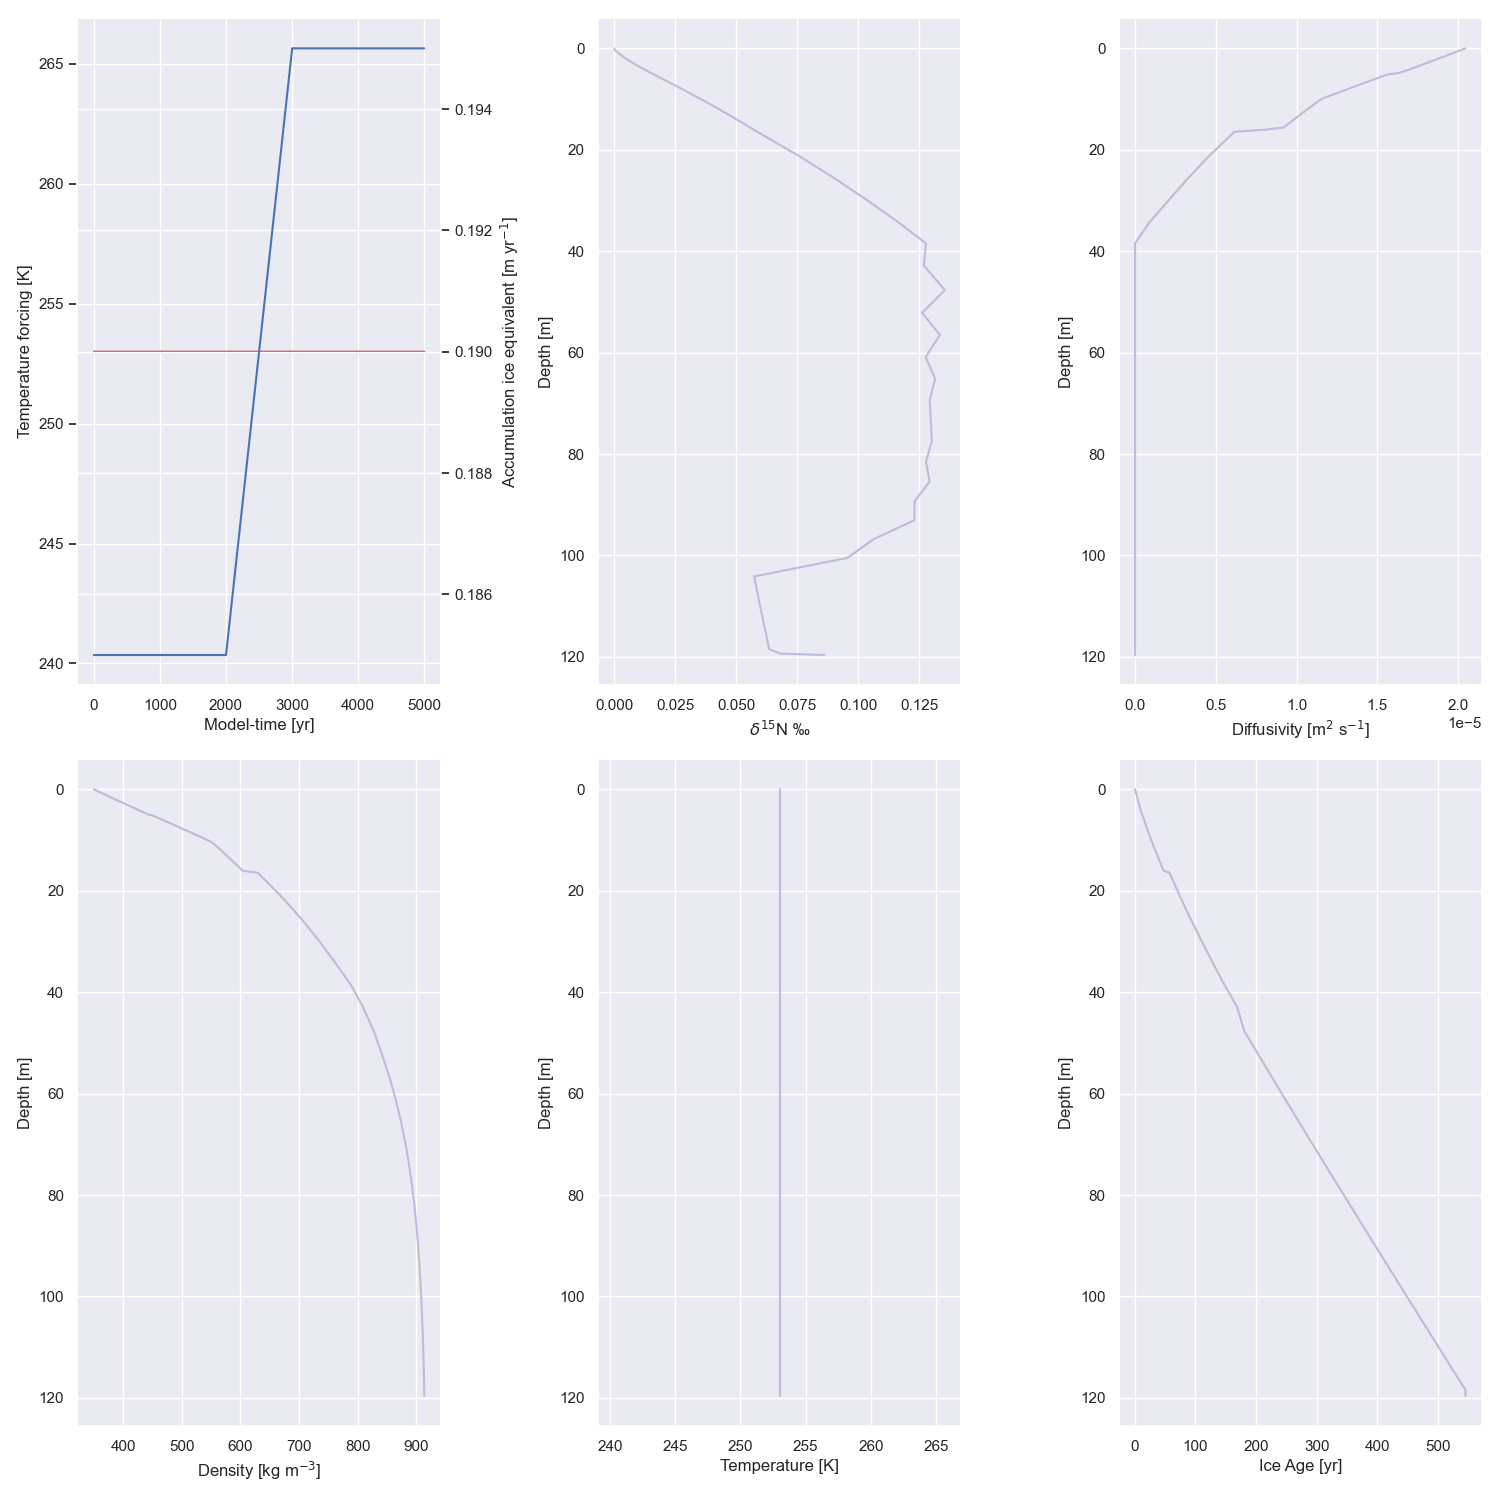 265
260
255
250
245
240
Temperature forcing [K]
0.194
0.192
0.190
0.188
0.186
Accumulation ice equivalent [m yr⁻¹]
0 1000 2000 3000 4000 5000
Model-time [yr]
0
20
40
60
80
100
120
Depth [m]
0.000 0.025 0.050 0.075 0.100 0.125
δ¹⁵N ‰
0
20
40
60
80
100
120
Depth [m]
0.0 0.5 1.0 1.5 2.0
1e−5
Diffusivity [m² s⁻¹]
0
20
40
60
80
100
120
Depth [m]
400 500 600 700 800 900
Density [kg m⁻³]
0
20
40
60
80
100
120
Depth [m]
240 245 250 255 260 265
Temperature [K]
0
20
40
60
80
100
120
Depth [m]
0 100 200 300 400 500
Ice Age [yr]